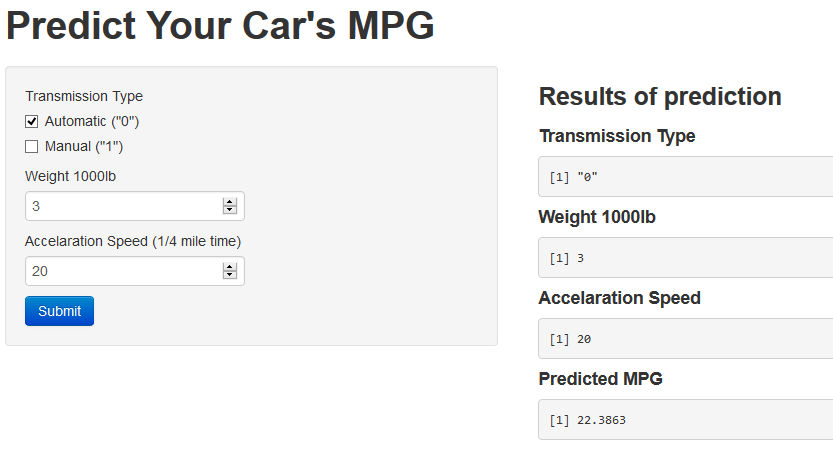 Predict Your Car's MPG
Transmission Type
Automatic ("0")
Manual ("1")
Weight 1000lb
3
Accelaration Speed (1/4 mile time)
20
Submit
Results of prediction
Transmission Type
[1] "0"
Weight 1000lb
[1] 3
Accelaration Speed
[1] 20
Predicted MPG
[1] 22.3863